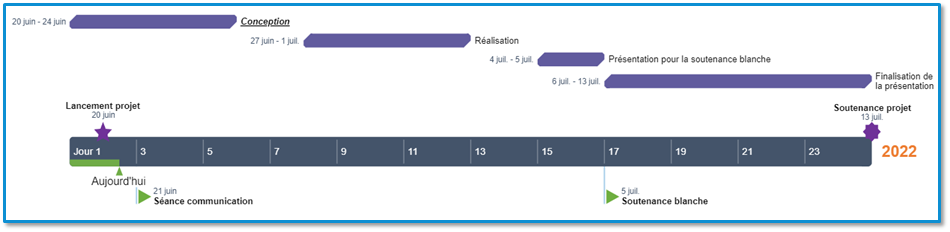 20 juin - 24 juin
Conception
27 juin - 1 juil.
Réalisation
4 juil. - 5 juil.
Présentation pour la soutenance blanche
6 juil. - 13 juil.
Finalisation de
la présentation
Lancement projet
20 juin
Soutenance projet
13 juil.
Jour 1 3 5 7 9 11 13 15 17 19 21 23
2022
Aujourd'hui
21 juin
Séance communication
5 juil.
Soutenance blanche